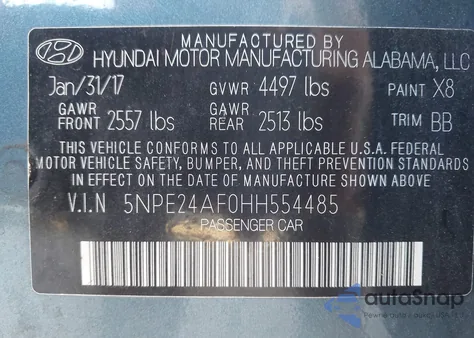 MANUFACTURED BY
HYUNDAI MOTOR MANUFACTURING ALABAMA, LLC
Jan/31/17 GVWR 4497 lbs PAINT X8
GAWR FRONT 2557 lbs GAWR REAR 2513 lbs TRIM BB
THIS VEHICLE CONFORMS TO ALL APPLICABLE U.S.A. FEDERAL
MOTOR VEHICLE SAFETY, BUMPER, AND THEFT PREVENTION STANDARDS
IN EFFECT ON THE DATE OF MANUFACTURE SHOWN ABOVE.
V.I.N 5NPE24AF0HH554485
PASSENGER CAR
autoSnap